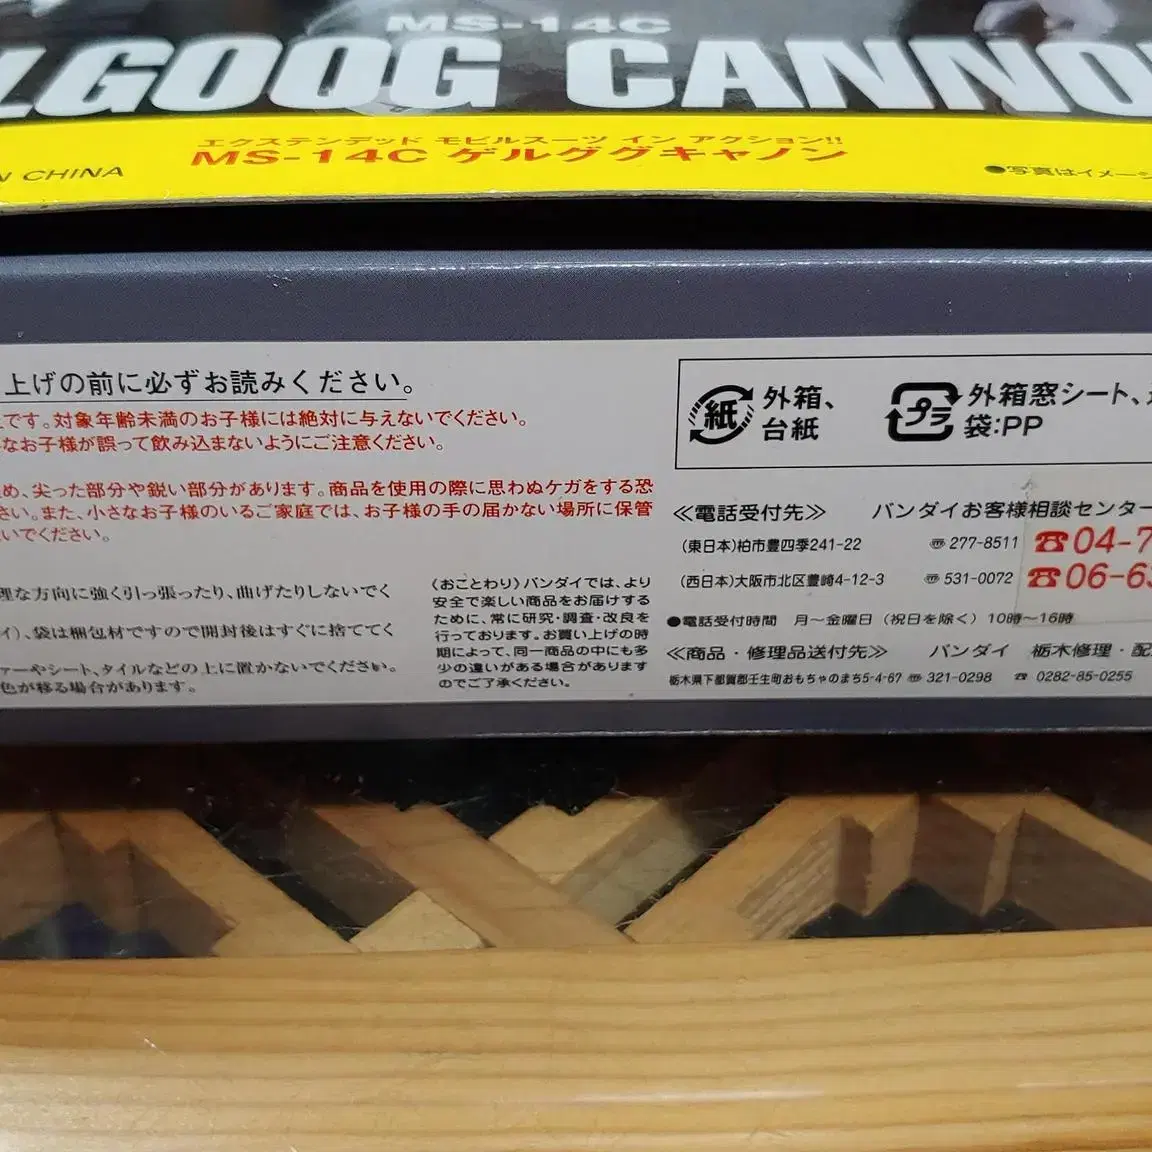 MS-14C
LGOOG CANNO
エクステンデッド モビルスーツ イン アクション!!
MS-14C ゲルググキャノン
N CHINA
●写真はイメージ
上げの前に必ずお読みください。
です。対象年齢未満のお子様には絶対に与えないでください。
なお子様が誤って飲み込まないようにご注意ください。
め、尖った部分や鋭い部分があります。商品を使用の際に思わぬケガをする恐
さい。また、小さなお子様のいるご家庭では、お子様の手の届かない場所に保管
いでください。
理な方向に強く引っ張ったり、曲げたりしないでく
イ)、袋は梱包材ですので開封後はすぐに捨ててく
ァーやシート、タイルなどの上に置かないでください。
色が移る場合があります。
〈おことわり〉バンダイでは、より
安全で楽しい商品をお届けする
ために、常に研究・調査・改良を
行っております。お買い上げの時
期によって、同一商品の中にも多
少の違いがある場合があります
のでご了承ください。
紙 外箱、
台紙
プラ 外箱窓シート、
袋:PP
≪電話受付先≫ バンダイお客様相談センター
(東日本)柏市豊四季241-22 〠277-8511 ☎04-7
(西日本)大阪市北区豊崎4-12-3 〠531-0072 ☎06-63
●電話受付時間 月〜金曜日(祝日を除く)10時〜16時
≪商品・修理品送付先≫ バンダイ 栃木修理・配
栃木県下都賀郡壬生町おもちゃのまち5-4-67 〠321-0298 ☎ 0282-85-0255